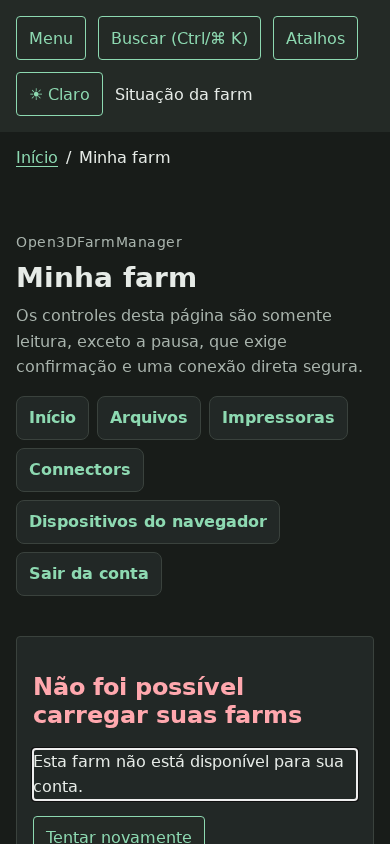 Menu
Buscar (Ctrl/⌘ K)
Atalhos
☀ Claro
Situação da farm
Início / Minha farm
Open3DFarmManager
Minha farm
Os controles desta página são somente
leitura, exceto a pausa, que exige
confirmação e uma conexão direta segura.
Início
Arquivos
Impressoras
Connectors
Dispositivos do navegador
Sair da conta
Não foi possível
carregar suas farms
Esta farm não está disponível para sua
conta.
Tentar novamente